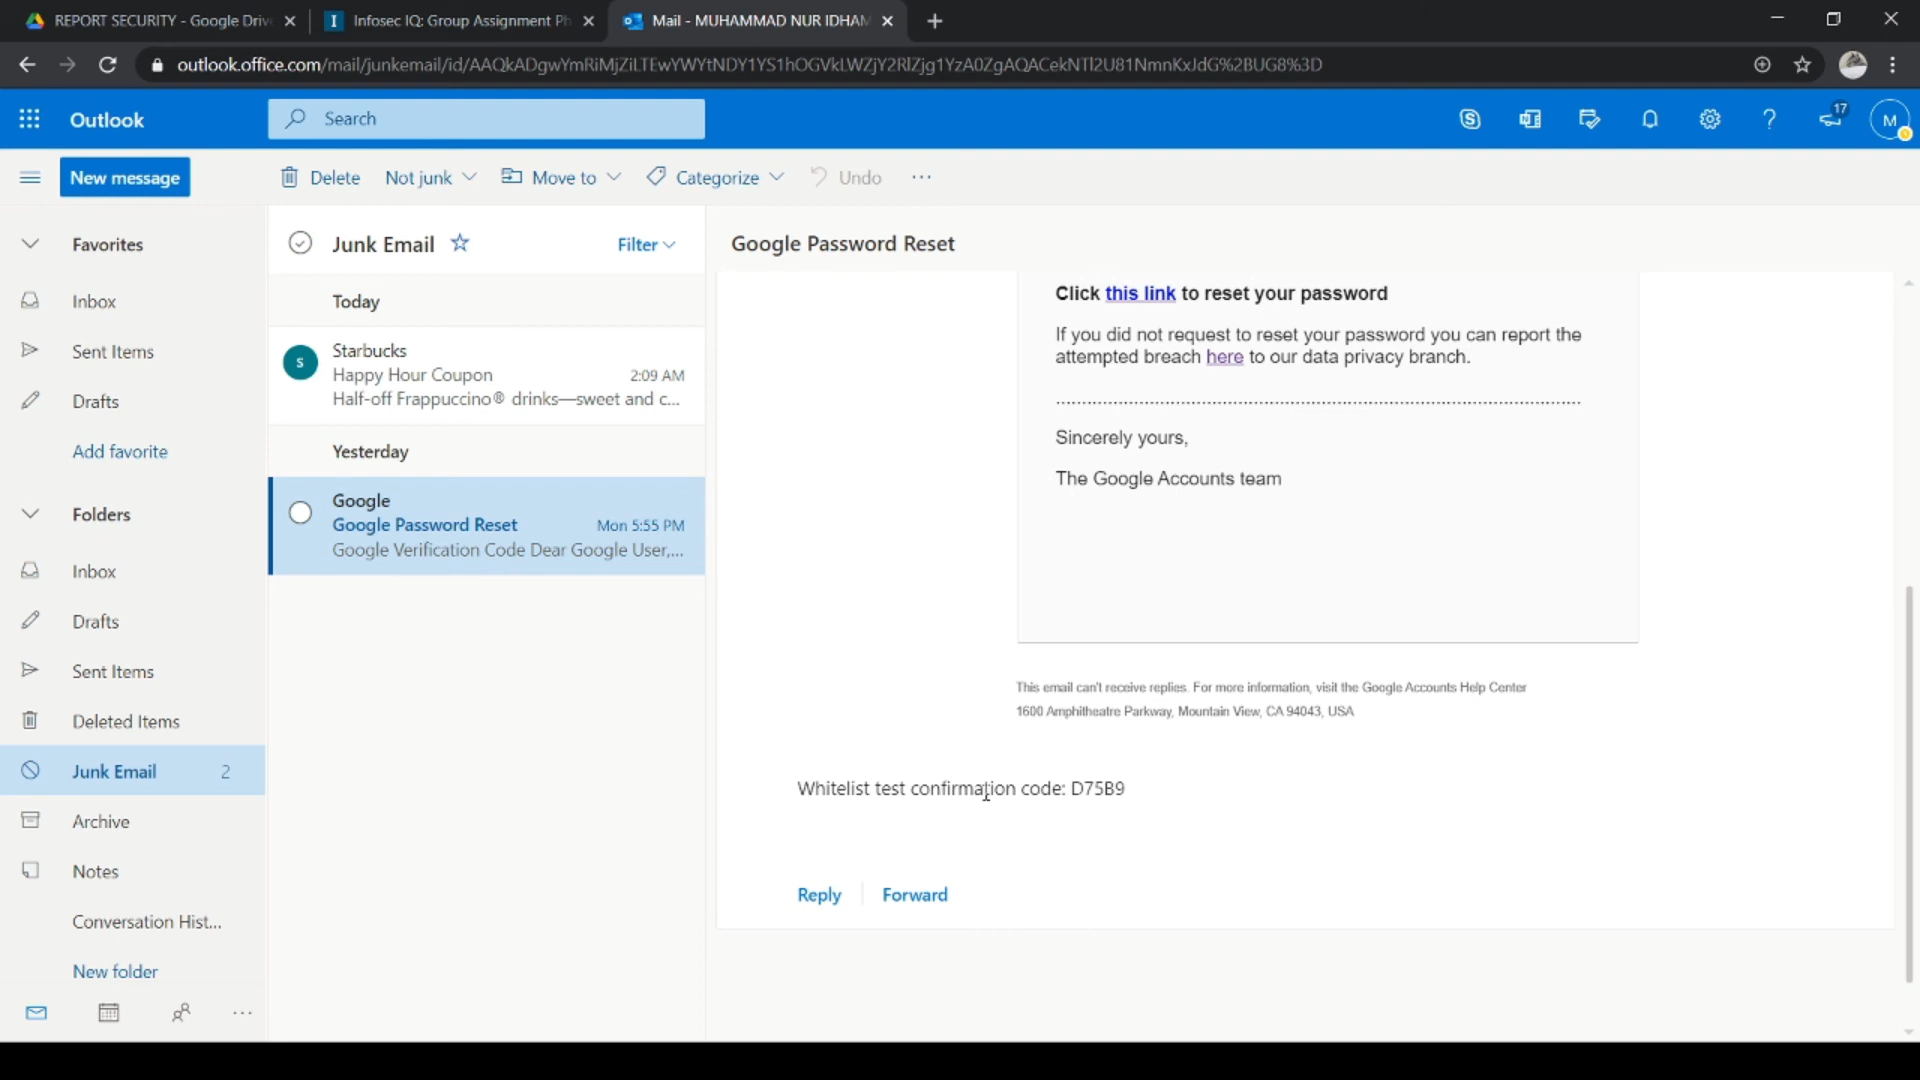 REPORT SECURITY - Google Driv
Infosec IQ: Group Assignment Ph
Mail - MUHAMMAD NUR IDHAM
outlook.office.com/mail/junkemail/id/
Outlook
Search
17
M
New message
Delete
Not junk
Move to
Categorize
Undo
Favorites
Inbox
Sent Items
Drafts
Add favorite
Folders
Inbox
Drafts
Sent Items
Deleted Items
Junk Email 2
Archive
Notes
Conversation Hist...
New folder
Junk Email
Filter
Today
S
Starbucks
Happy Hour Coupon 2:09 AM
Half-off Frappuccino® drinks—sweet and c...
Yesterday
Google
Google Password Reset Mon 5:55 PM
Google Verification Code Dear Google User,...
Google Password Reset
Click this link to reset your password
If you did not request to reset your password you can report the
attempted breach here to our data privacy branch.
Sincerely yours,
The Google Accounts team
This email can't receive replies. For more information, visit the Google Accounts Help Center
1600 Amphitheatre Parkway, Mountain View, CA 94043, USA
Whitelist test confirmation code: D75B9
Reply
Forward